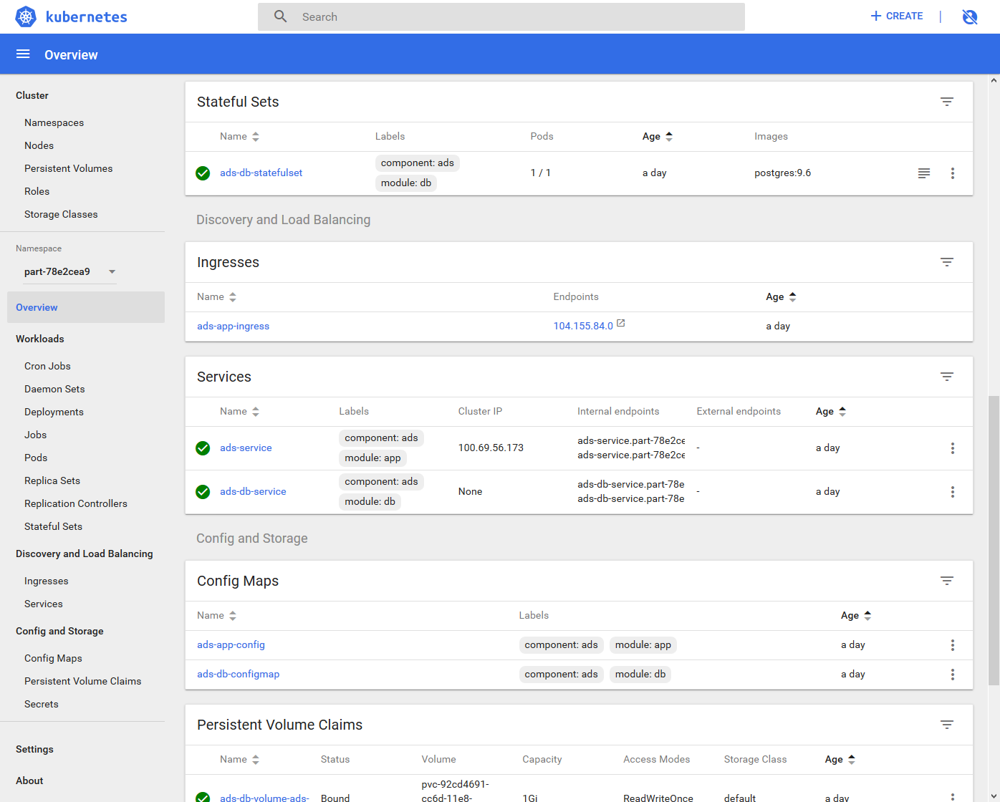 kubernetes
Search
CREATE
Overview
Cluster
Namespaces
Nodes
Persistent Volumes
Roles
Storage Classes
Namespace
part-78e2cea9
Overview
Workloads
Cron Jobs
Daemon Sets
Deployments
Jobs
Pods
Replica Sets
Replication Controllers
Stateful Sets
Discovery and Load Balancing
Ingresses
Services
Config and Storage
Config Maps
Persistent Volume Claims
Secrets
Settings
About
Stateful Sets
Name Labels Pods Age Images
ads-db-statefulset component: ads module: db 1 / 1 a day postgres:9.6
Discovery and Load Balancing
Ingresses
Name Endpoints Age
ads-app-ingress 104.155.84.0 a day
Services
Name Labels Cluster IP Internal endpoints External endpoints Age
ads-service component: ads module: app 100.69.56.173 ads-service.part-78e2ce ads-service.part-78e2ce - a day
ads-db-service component: ads module: db None ads-db-service.part-78e ads-db-service.part-78e - a day
Config and Storage
Config Maps
Name Labels Age
ads-app-config component: ads module: app a day
ads-db-configmap component: ads module: db a day
Persistent Volume Claims
Name Status Volume Capacity Access Modes Storage Class Age
pvc-92cd4691-
ads-db-volume-ads- Bound cc6d-11e8- 1Gi ReadWriteOnce default a day